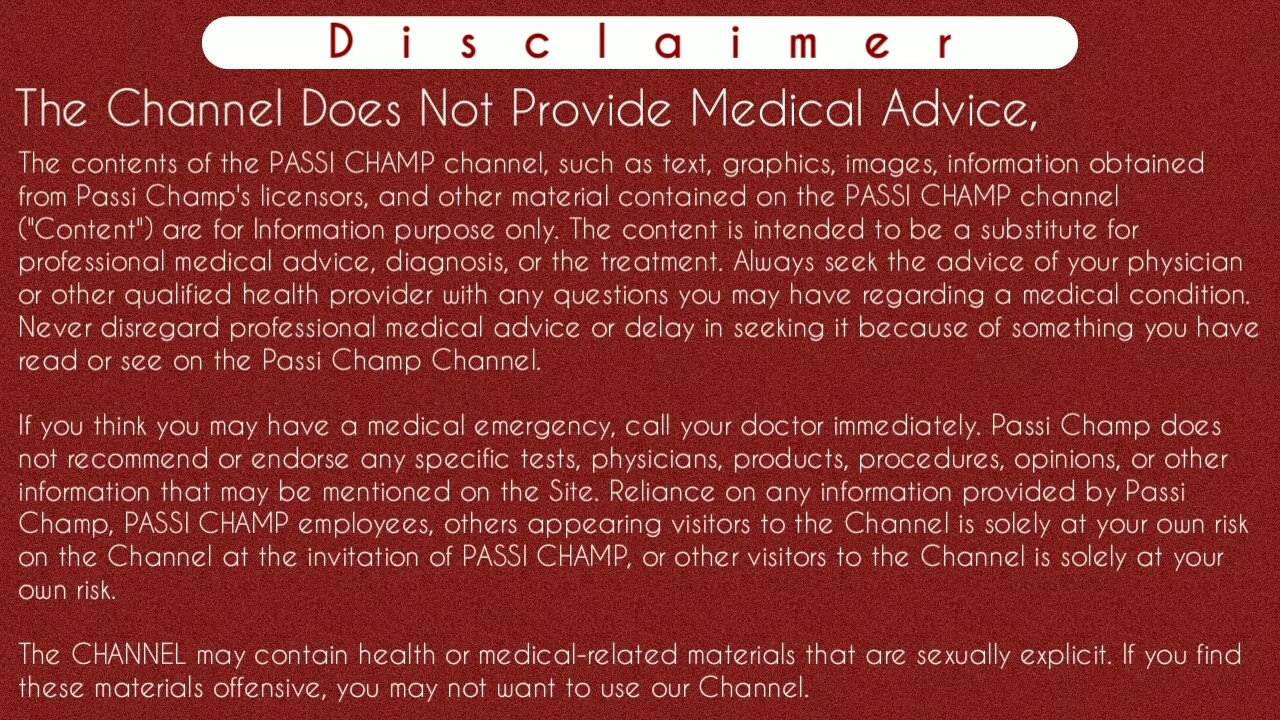 Disclaimer
The Channel Does Not Provide Medical Advice,
The contents of the PASSI CHAMP channel, such as text, graphics, images, information obtained
from Passi Champ's licensors, and other material contained on the PASSI CHAMP channel
("Content") are for Information purpose only. The content is intended to be a substitute for
professional medical advice, diagnosis, or the treatment. Always seek the advice of your physician
or other qualified health provider with any questions you may have regarding a medical condition.
Never disregard professional medical advice or delay in seeking it because of something you have
read or see on the Passi Champ Channel.
If you think you may have a medical emergency, call your doctor immediately. Passi Champ does
not recommend or endorse any specific tests, physicians, products, procedures, opinions, or other
information that may be mentioned on the Site. Reliance on any information provided by Passi
Champ, PASSI CHAMP employees, others appearing visitors to the Channel is solely at your own risk
on the Channel at the invitation of PASSI CHAMP, or other visitors to the Channel is solely at your
own risk.
The CHANNEL may contain health or medical-related materials that are sexually explicit. If you find
these materials offensive, you may not want to use our Channel.